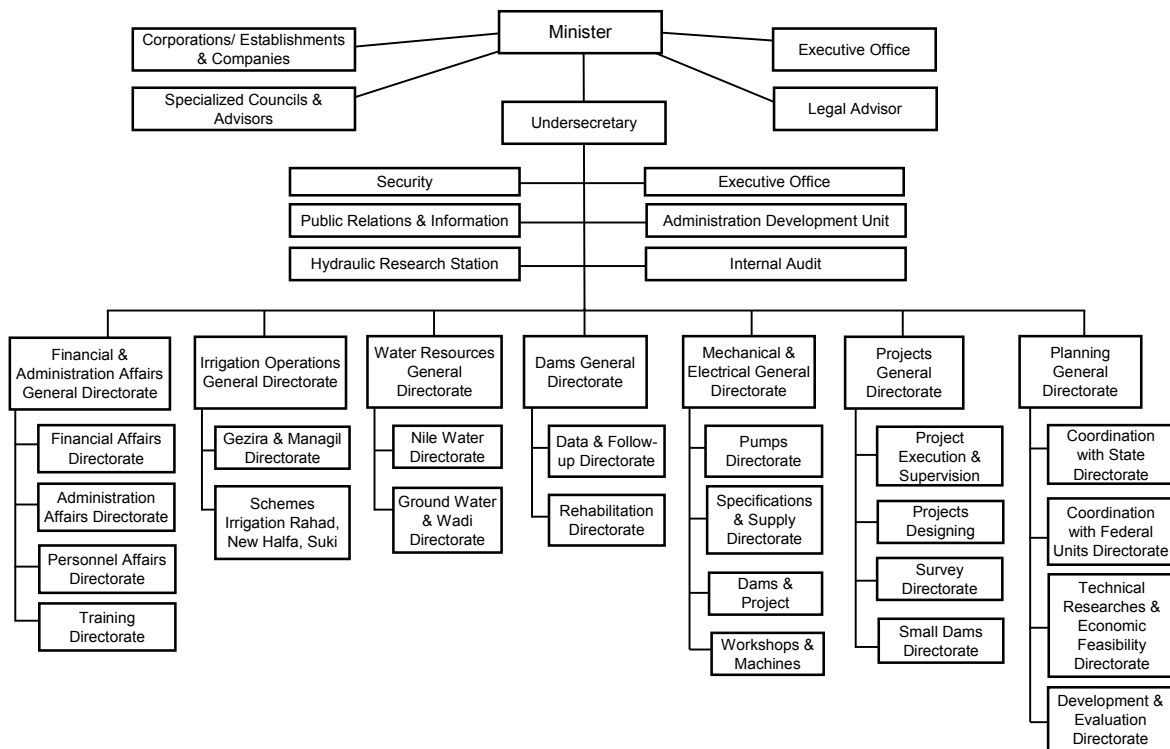 Minister
Corporations/ Establishments
& Companies
Executive Office
Specialized Councils &
Advisors
Legal Advisor
Undersecretary
Security
Executive Office
Public Relations & Information
Administration Development Unit
Hydraulic Research Station
Internal Audit
Financial &
Administration Affairs
General Directorate
Financial Affairs
Directorate
Administration
Affairs Directorate
Personnel Affairs
Directorate
Training
Directorate
Irrigation Operations
General Directorate
Gezira & Managil
Directorate
Schemes
Irrigation Rahad,
New Halfa, Suki
Water Resources
General
Directorate
Nile Water
Directorate
Ground Water
& Wadi
Directorate
Dams General
Directorate
Data & Follow-
up Directorate
Rehabilitation
Directorate
Mechanical &
Electrical General
Directorate
Pumps
Directorate
Specifications
& Supply
Directorate
Dams &
Project
Workshops &
Machines
Projects
General
Directorate
Project
Execution &
Supervision
Projects
Designing
Survey
Directorate
Small Dams
Directorate
Planning
General
Directorate
Coordination
with State
Directorate
Coordination
with Federal
Units Directorate
Technical
Researches &
Economic
Feasibility
Directorate
Development &
Evaluation
Directorate